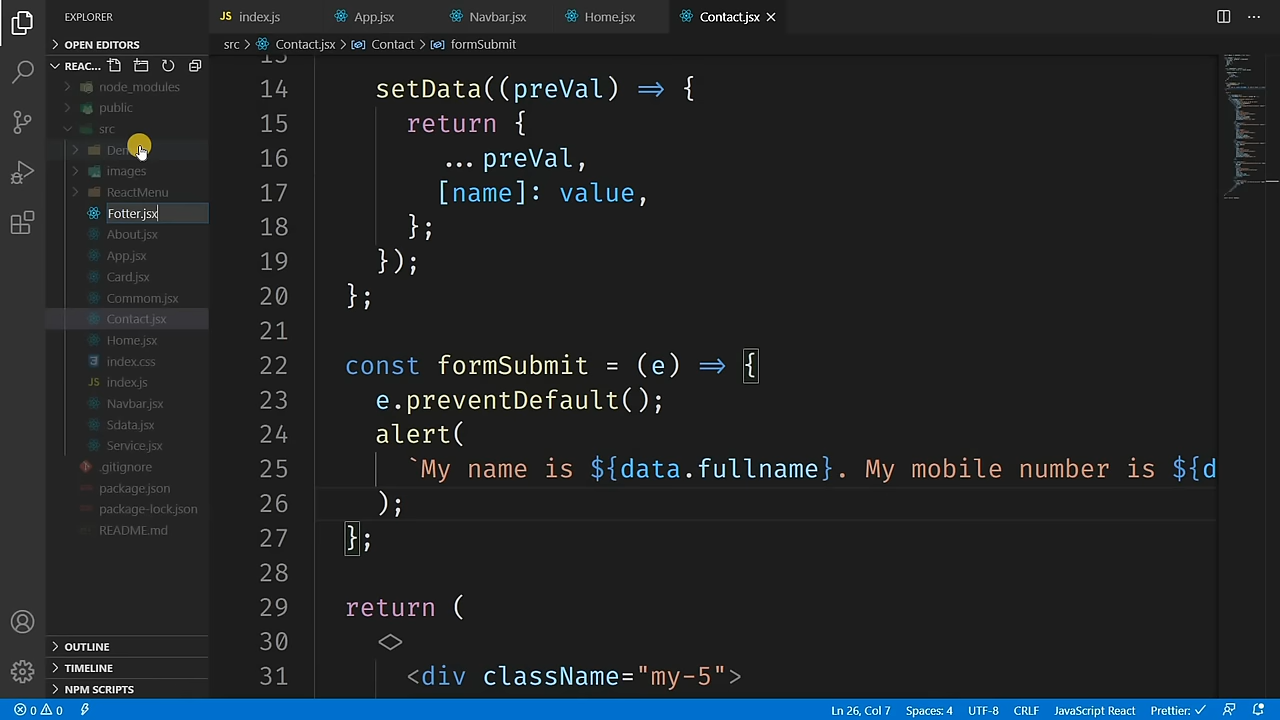 EXPLORER
JS index.js
App.jsx
Navbar.jsx
Home.jsx
Contact.jsx
OPEN EDITORS
src > Contact.jsx > Contact > formSubmit
REAC...
node_modules
public
src
images
ReactMenu
Fotter.jsx
About.jsx
App.jsx
Card.jsx
Commom.jsx
Contact.jsx
Home.jsx
index.css
JS index.js
Navbar.jsx
Sdata.jsx
Service.jsx
.gitignore
package.json
package-lock.json
README.md
OUTLINE
TIMELINE
NPM SCRIPTS
13
14 setData((preVal) => {
15 return {
16 ...preVal,
17 [name]: value,
18 };
19 });
20 };
21
22 const formSubmit = (e) => {
23 e.preventDefault();
24 alert(
25 `My name is ${data.fullname}. My mobile number is ${d
26 );
27 };
28
29 return (
30 <>
31 <div className="my-5">
0 0
Ln 26, Col 7 Spaces: 4 UTF-8 CRLF JavaScript React Prettier: ✓